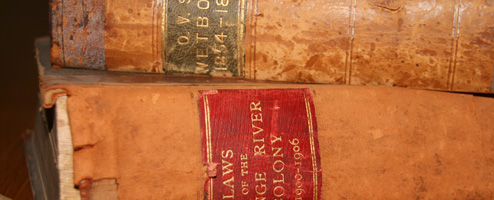 O. V. S.
WETBO
1854-18
LAWS
OF THE
NGE RIVER
COLONY
1900-1906